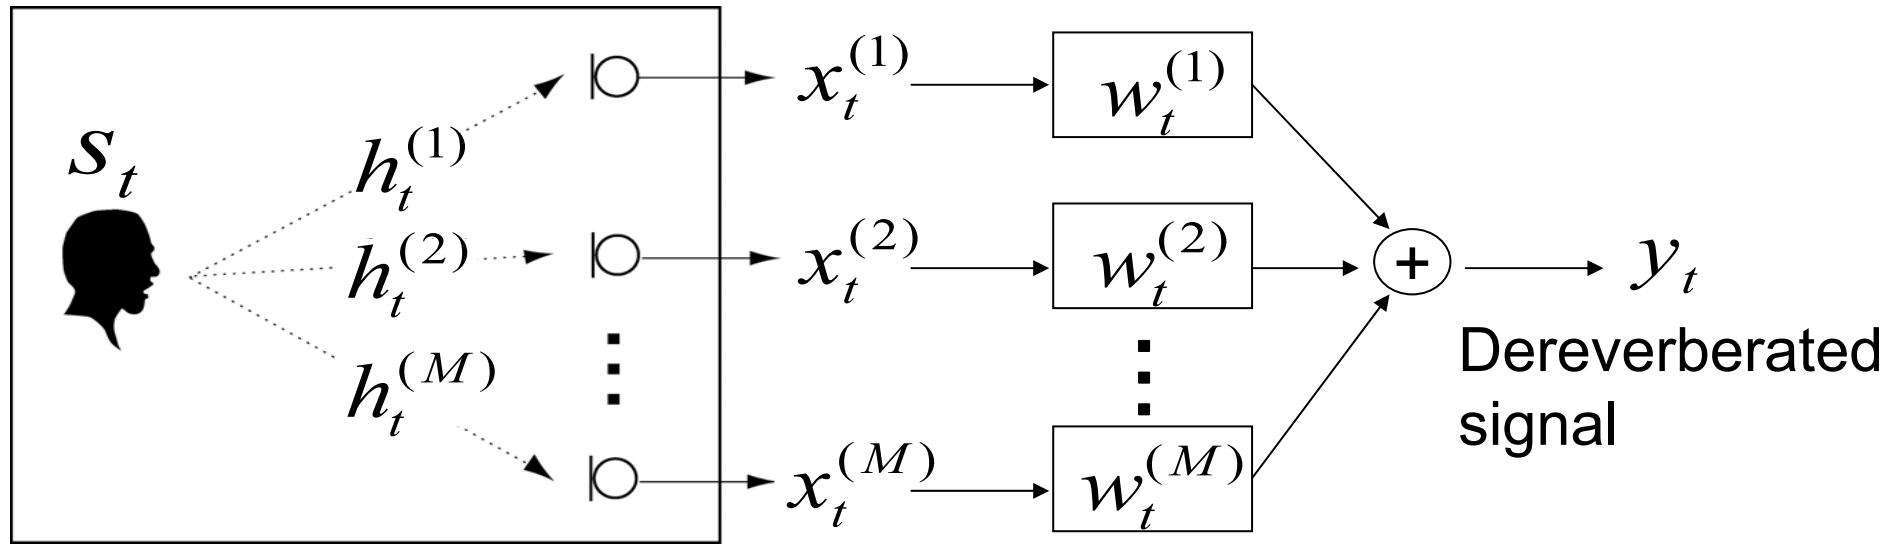 s_t
h_t^{(1)}
h_t^{(2)}
h_t^{(M)}
x_t^{(1)}
x_t^{(2)}
x_t^{(M)}
w_t^{(1)}
w_t^{(2)}
w_t^{(M)}
+
y_t
Dereverberated
signal